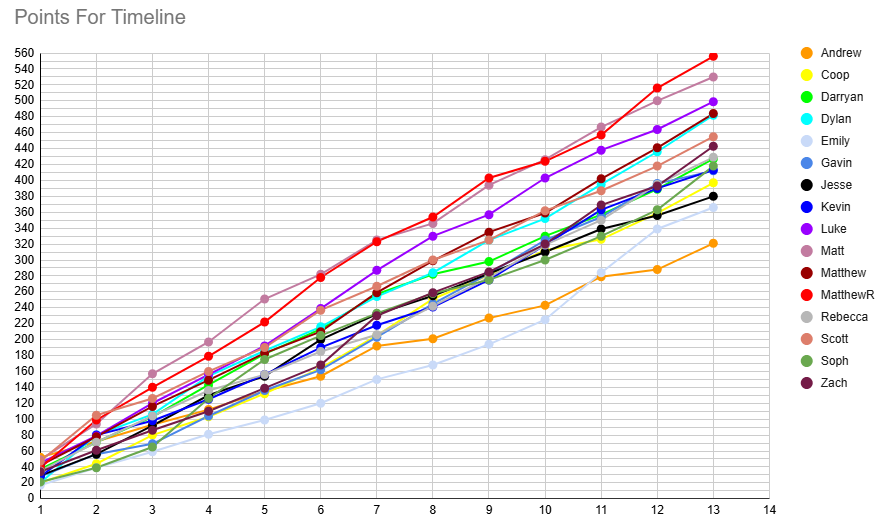 Points For Timeline
560
540
520
500
480
460
440
420
400
380
360
340
320
300
280
260
240
220
200
180
160
140
120
100
80
60
40
20
0
1 2 3 4 5 6 7 8 9 10 11 12 13 14
Andrew
Coop
Darryan
Dylan
Emily
Gavin
Jesse
Kevin
Luke
Matt
Matthew
MatthewR
Rebecca
Scott
Soph
Zach